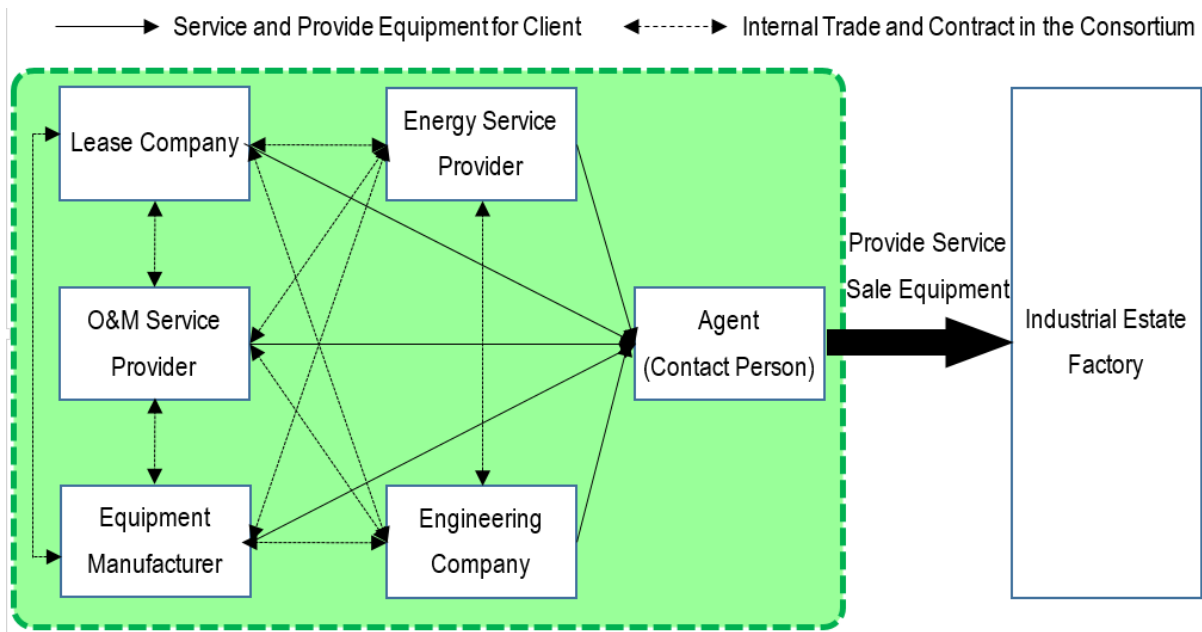 Service and Provide Equipment for Client
Internal Trade and Contract in the Consortium
Lease Company
Energy Service
Provider
O&M Service
Provider
Agent
(Contact Person)
Equipment
Manufacturer
Engineering
Company
Provide Service
Sale Equipment
Industrial Estate
Factory